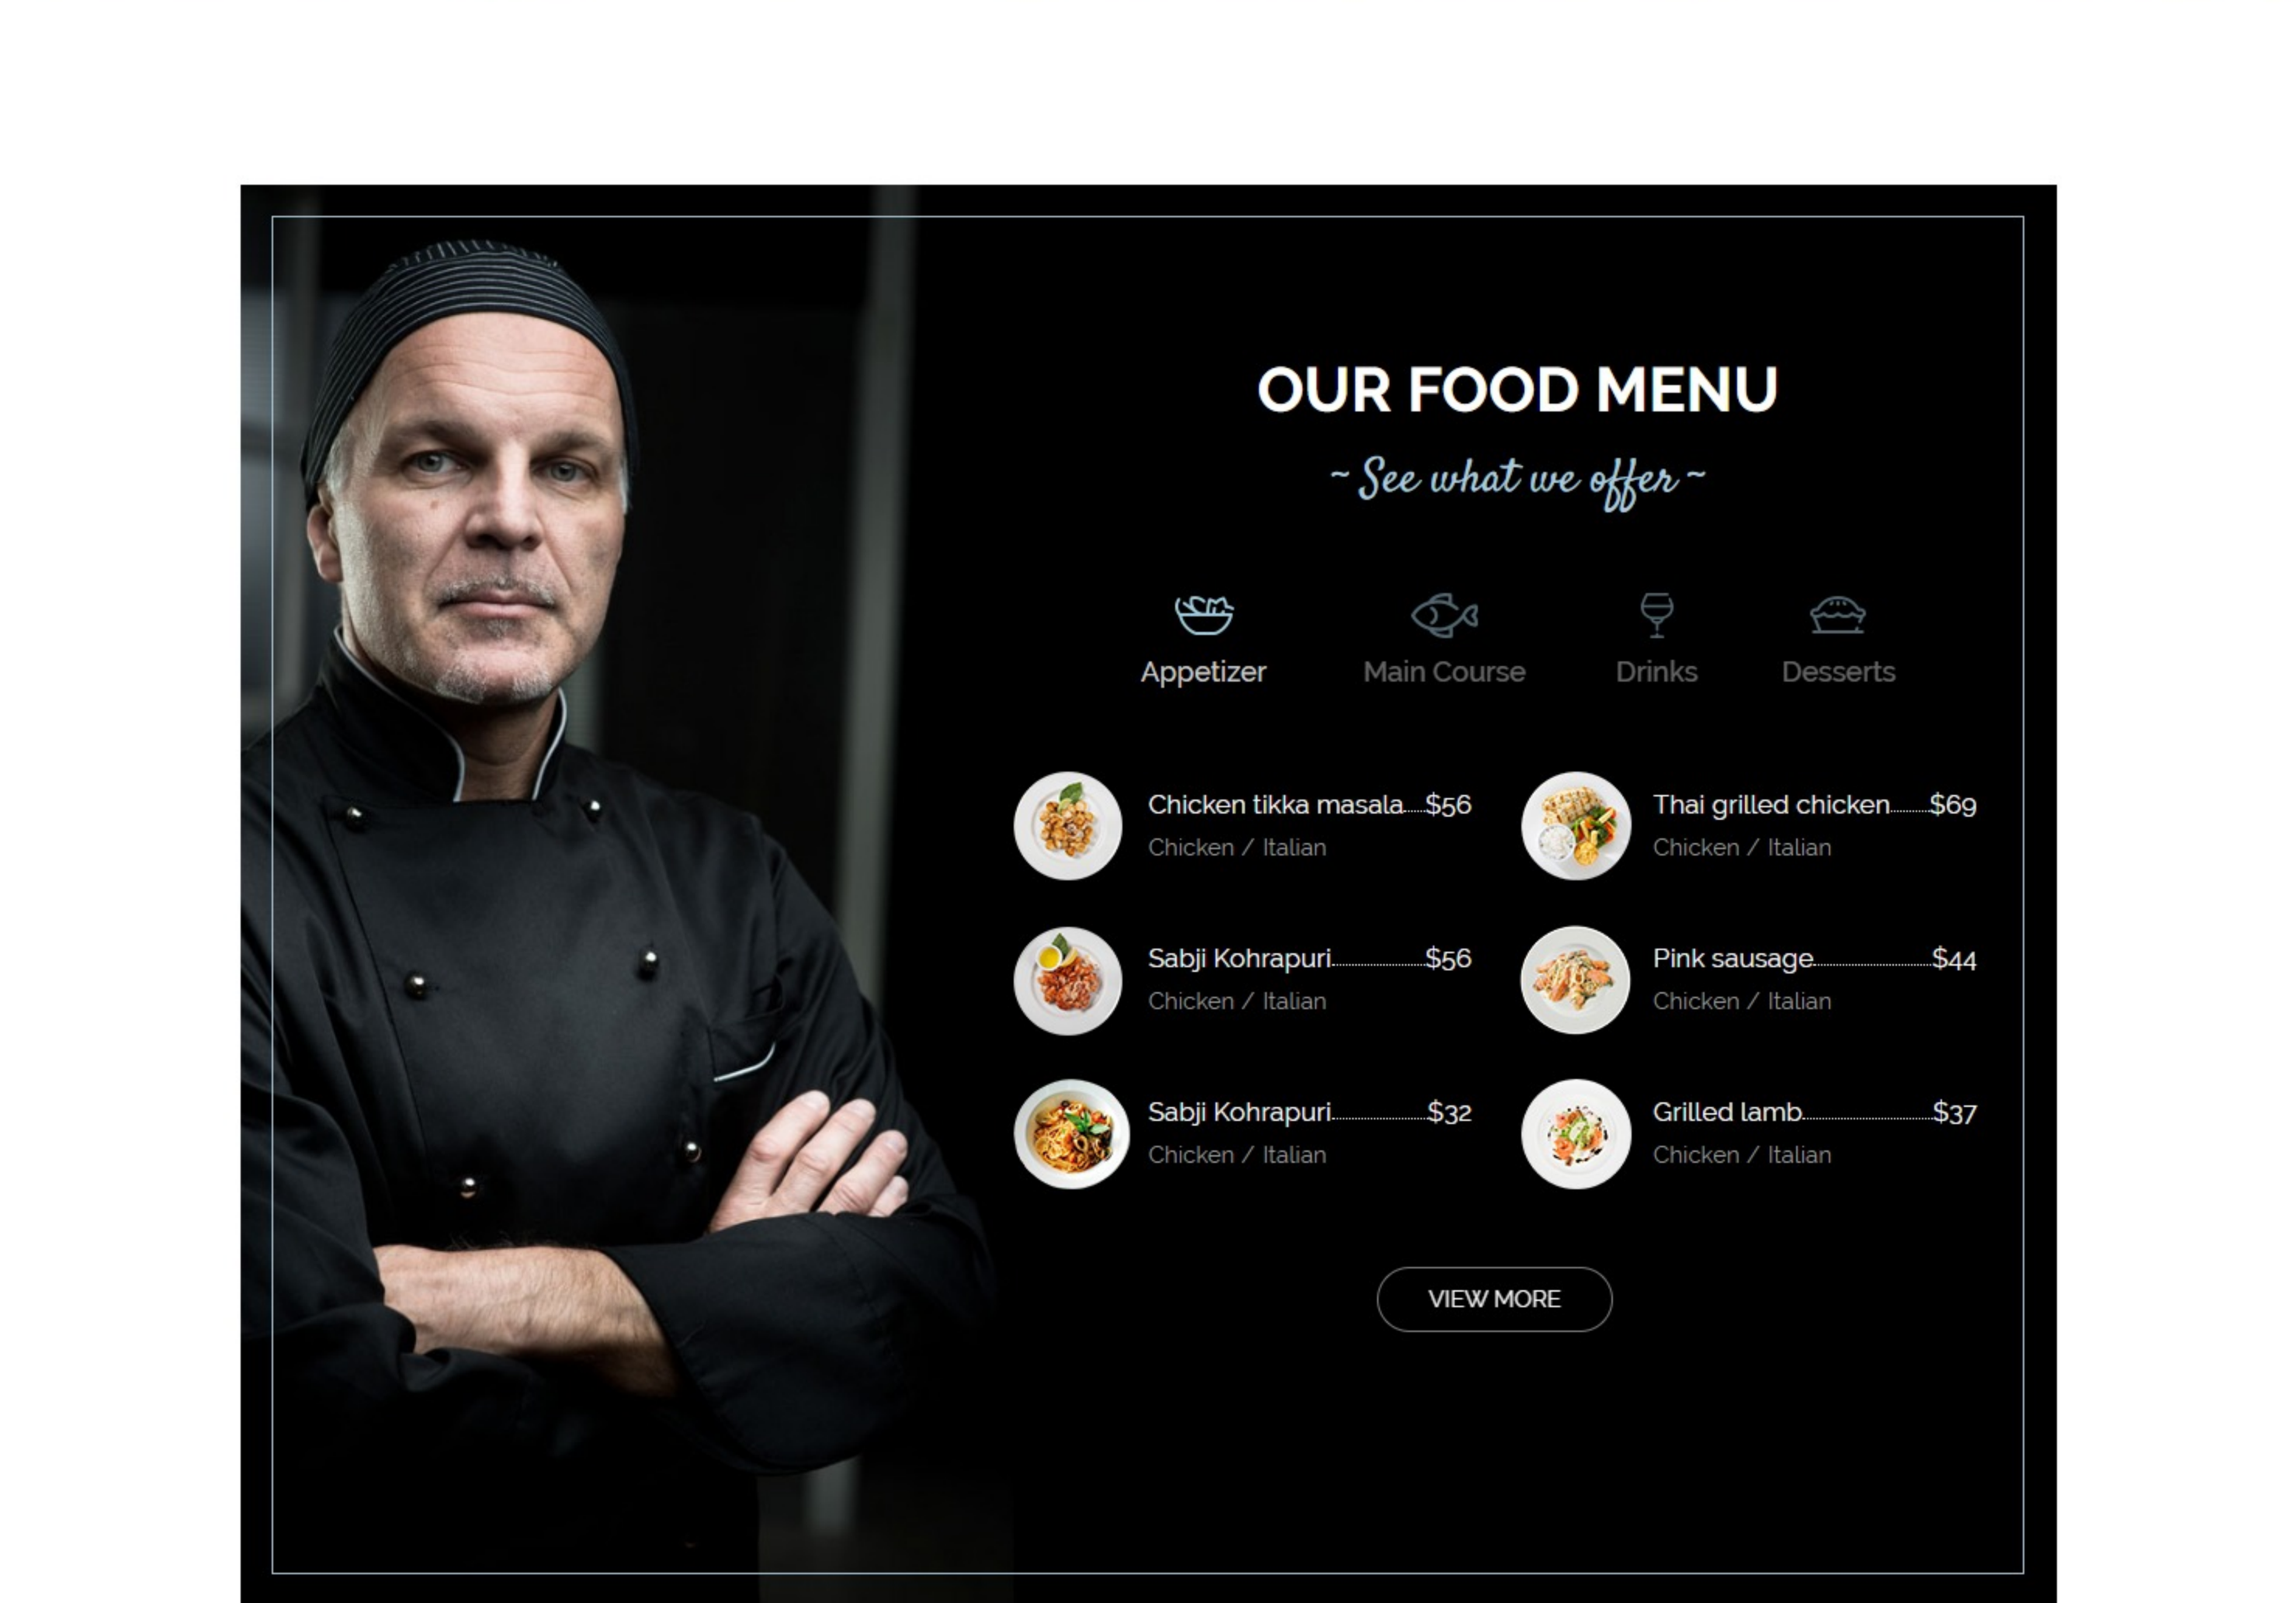 OUR FOOD MENU
~ See what we offer ~
Appetizer Main Course Drinks Desserts
Chicken tikka masala $56
Chicken / Italian
Thai grilled chicken $69
Chicken / Italian
Sabji Kohrapuri $56
Chicken / Italian
Pink sausage $44
Chicken / Italian
Sabji Kohrapuri $32
Chicken / Italian
Grilled lamb $37
Chicken / Italian
VIEW MORE